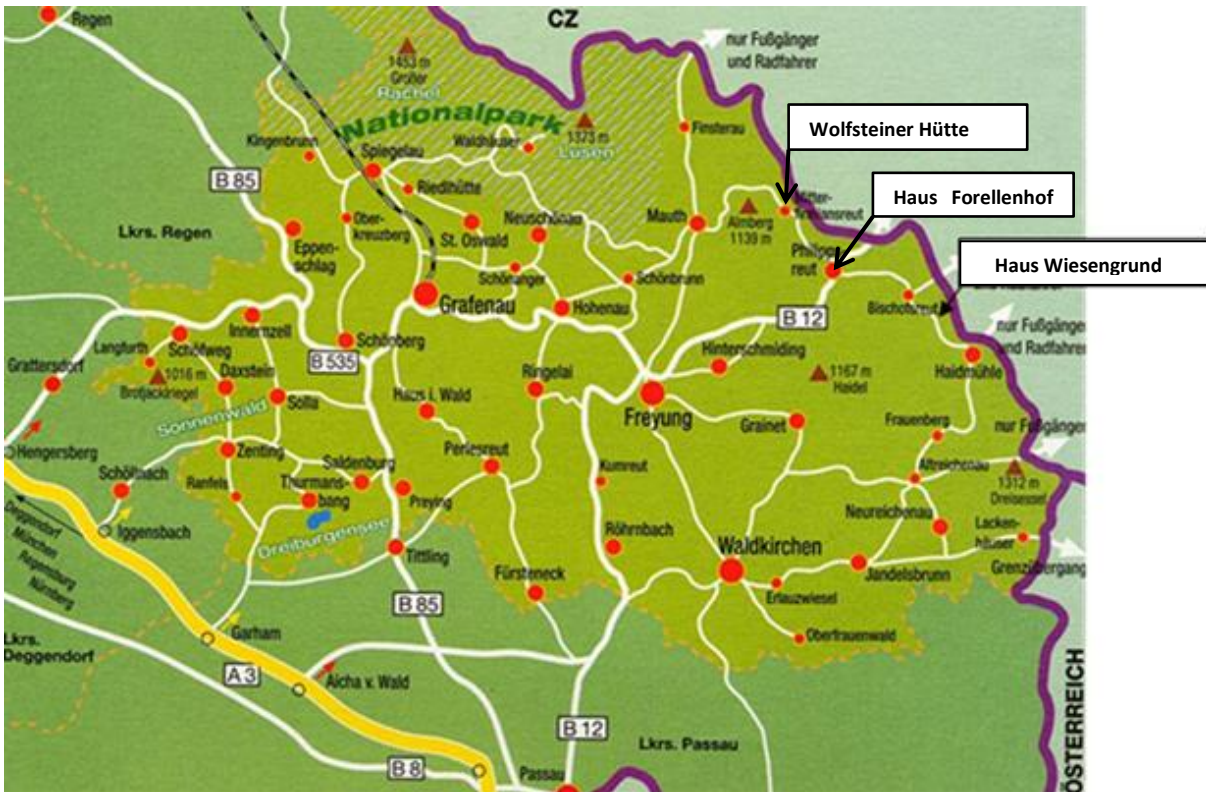 CZ
Regen
nur Fußgänger
und Radfahrer
1453 m
Großer
Rachel
Nationalpark
1373 m
Lusen
Waldhäuser
Finsterau
Wolfsteiner Hütte
Klingenbrunn
Spiegelau
B 85
Riedlhütte
Haus Forellenhof
Ober-
kreuzberg
St. Oswald
Neuschönau
Mauth
Almberg
1139 m
Lkrs. Regen
Eppen-
schlag
Philipps
reut
Haus Wiesengrund
Schönanger
Schönbrunn
Grafenau
Hohenau
B 12
Bischofsreut
nur Fußgänger
und Radfahrer
Innernzell
Langfurth
Schöfweg
Schönberg
B 535
Grattersdorf
1016 m
Brotjacklriegel
Daxstein
Solla
Haus i. Wald
Ringelai
Hinterschmiding
1167 m
Haidel
Haidmühle
Freyung
Sonnenwald
Grainet
Frauenberg
nur Fußgänger
Hengersberg
Zenting
Saldenburg
Perlesreut
Kumreut
Altreichenau
1312 m
Dreisessel
Schöllnach
Ranfels
Thurmans-
bang
Preying
Neureichenau
Lacken-
häuser
Deggendorf
München
Regensburg
Nürnberg
Iggensbach
Dreiburgensee
Tittling
Röhrnbach
Waldkirchen
Jandelsbrunn
Grenzübergang
Fürsteneck
Erlauzwiesel
B 85
Garham
Oberfrauenwald
Lkrs.
Deggendorf
A 3
Aicha v. Wald
B 12
Lkrs. Passau
B 8
Passau
ÖSTERREICH